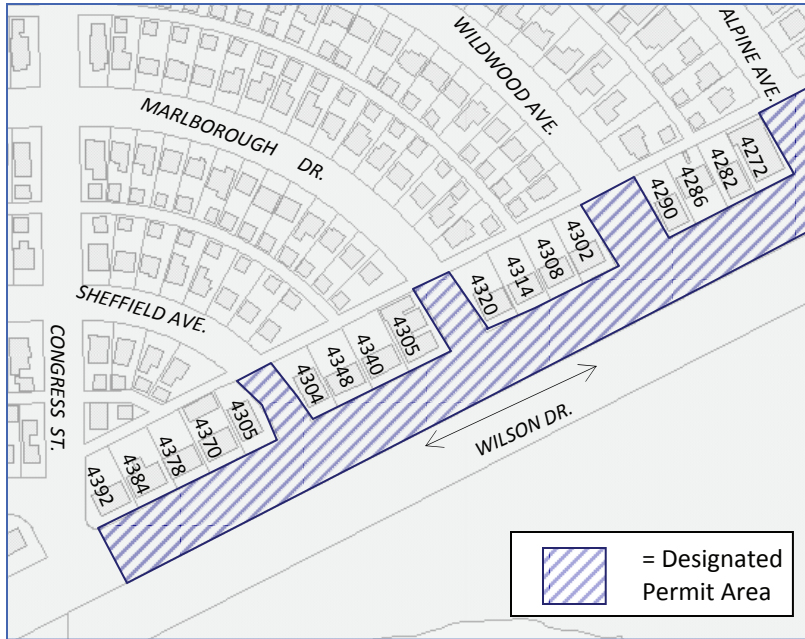 ALPINE AVE.
WILDWOOD AVE.
MARLBOROUGH DR.
SHEFFIELD AVE.
CONGRESS ST.
4272
4282
4286
4290
4302
4308
4314
4320
4305
4340
4348
4304
4305
4370
4378
4384
4392
WILSON DR.
= Designated
Permit Area